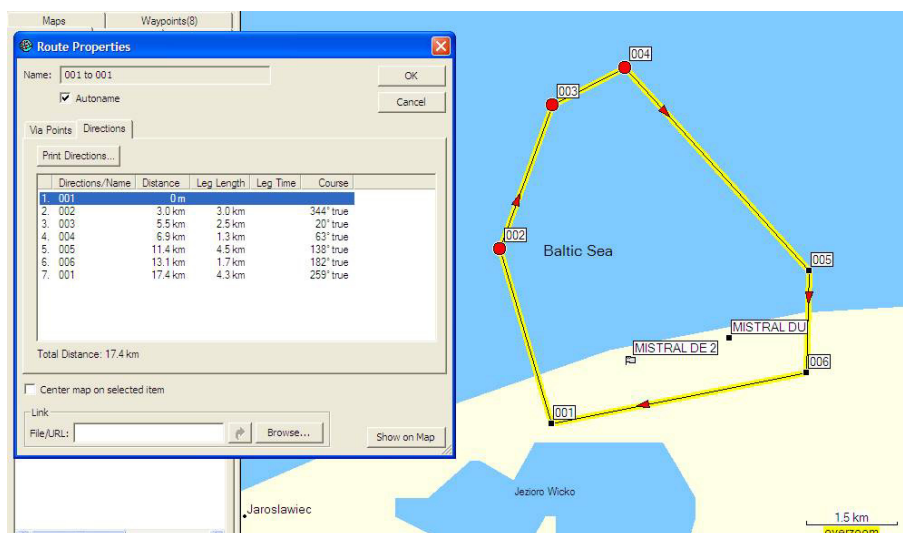 Maps
Waypoints(8)
Route Properties
Name: 001 to 001
OK
Autoname
Cancel
Via Points Directions
Print Directions...
Directions/Name Distance Leg Length Leg Time Course
1. 001 0 m
2. 002 3.0 km 3.0 km 344° true
3. 003 5.5 km 2.5 km 20° true
4. 004 6.9 km 1.3 km 63° true
5. 005 11.4 km 4.5 km 138° true
6. 006 13.1 km 1.7 km 182° true
7. 001 17.4 km 4.3 km 259° true
Total Distance: 17.4 km
Center map on selected item
Link
File/URL:
Browse...
Show on Map
004
003
002
Baltic Sea
005
MISTRAL DU
MISTRAL DE 2
006
001
Jezioro Wicko
Jaroslawiec
1.5 km
overzoom